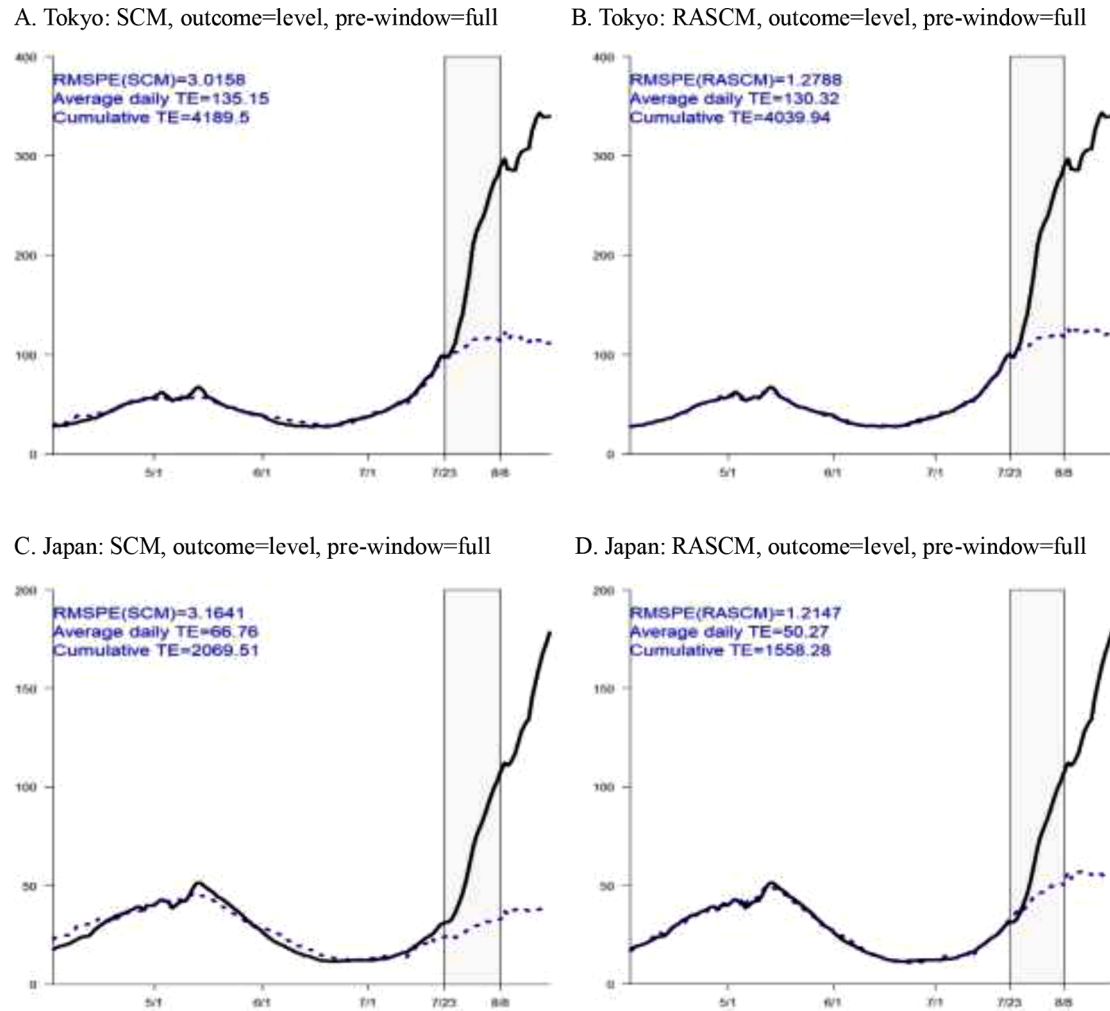 A. Tokyo: SCM, outcome=level, pre-window=full
400
300
200
100
0
RMSPE(SCM)=3.0158
Average daily TE=135.15
Cumulative TE=4189.5
5/1 6/1 7/1 7/23 8/8
B. Tokyo: RASCM, outcome=level, pre-window=full
400
300
200
100
0
RMSPE(RASCM)=1.2788
Average daily TE=130.32
Cumulative TE=4039.94
5/1 6/1 7/1 7/23 8/8
C. Japan: SCM, outcome=level, pre-window=full
200
150
100
50
0
RMSPE(SCM)=3.1641
Average daily TE=66.76
Cumulative TE=2069.51
5/1 6/1 7/1 7/23 8/8
D. Japan: RASCM, outcome=level, pre-window=full
200
150
100
50
0
RMSPE(RASCM)=1.2147
Average daily TE=50.27
Cumulative TE=1558.28
5/1 6/1 7/1 7/23 8/8